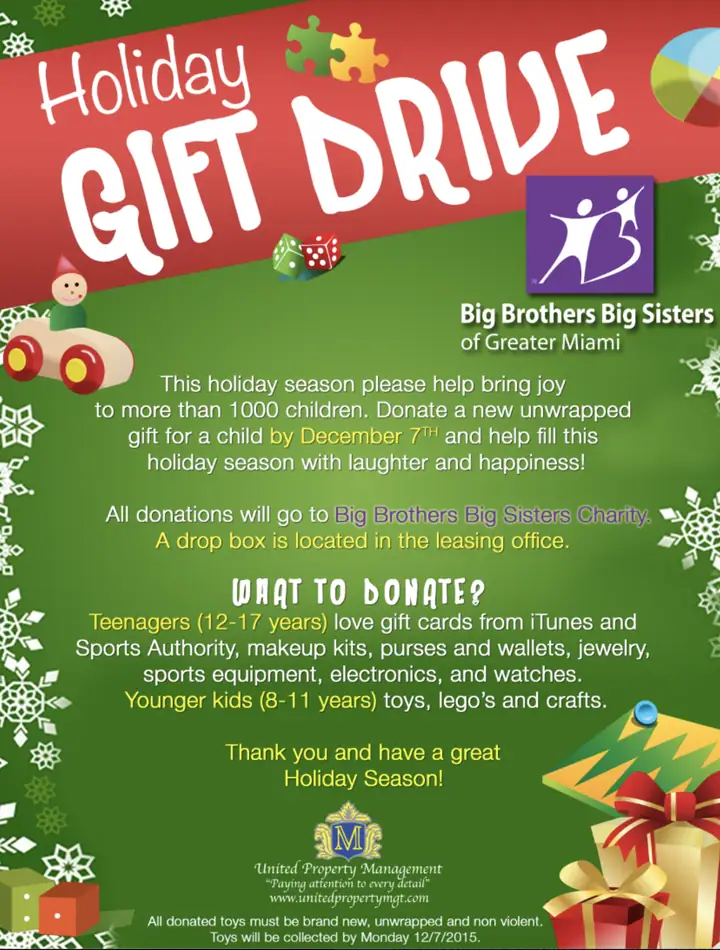 Holiday
GIFT DRIVE
Big Brothers Big Sisters
of Greater Miami
This holiday season please help bring joy
to more than 1000 children. Donate a new unwrapped
gift for a child by December 7TH and help fill this
holiday season with laughter and happiness!
All donations will go to Big Brothers Big Sisters Charity.
A drop box is located in the leasing office.
WHAT TO DONATE?
Teenagers (12-17 years) love gift cards from iTunes and
Sports Authority, makeup kits, purses and wallets, jewelry,
sports equipment, electronics, and watches.
Younger kids (8-11 years) toys, lego's and crafts.
Thank you and have a great
Holiday Season!
M
United Property Management
"Paying attention to every detail"
www.unitedpropertymgt.com
All donated toys must be brand new, unwrapped and non violent.
Toys will be collected by Monday 12/7/2015.